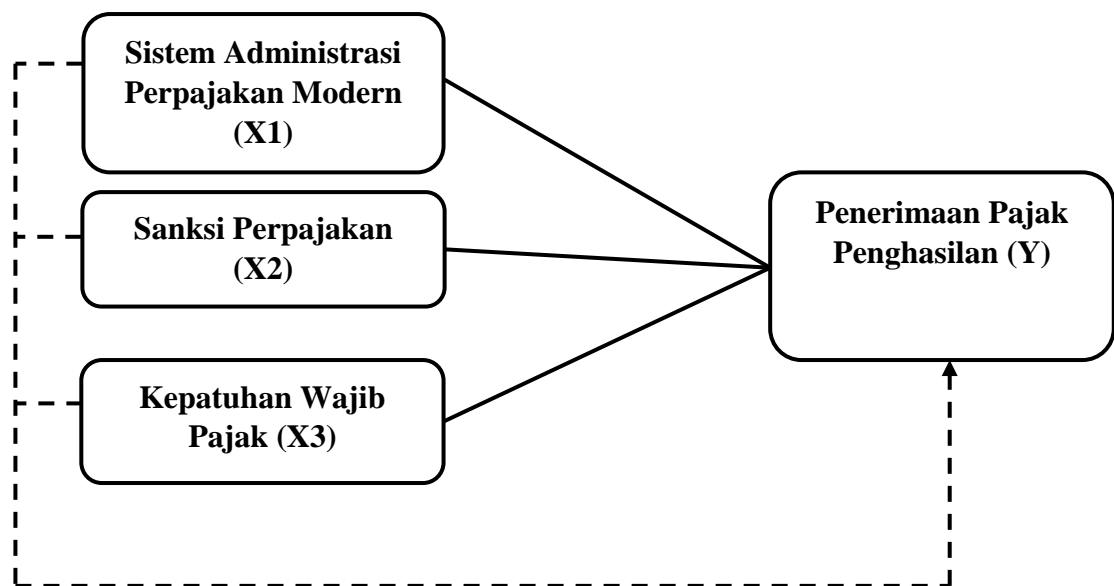 Sistem Administrasi
Perpajakan Modern
(X1)
Sanksi Perpajakan
(X2)
Kepatuhan Wajib
Pajak (X3)
Penerimaan Pajak
Penghasilan (Y)